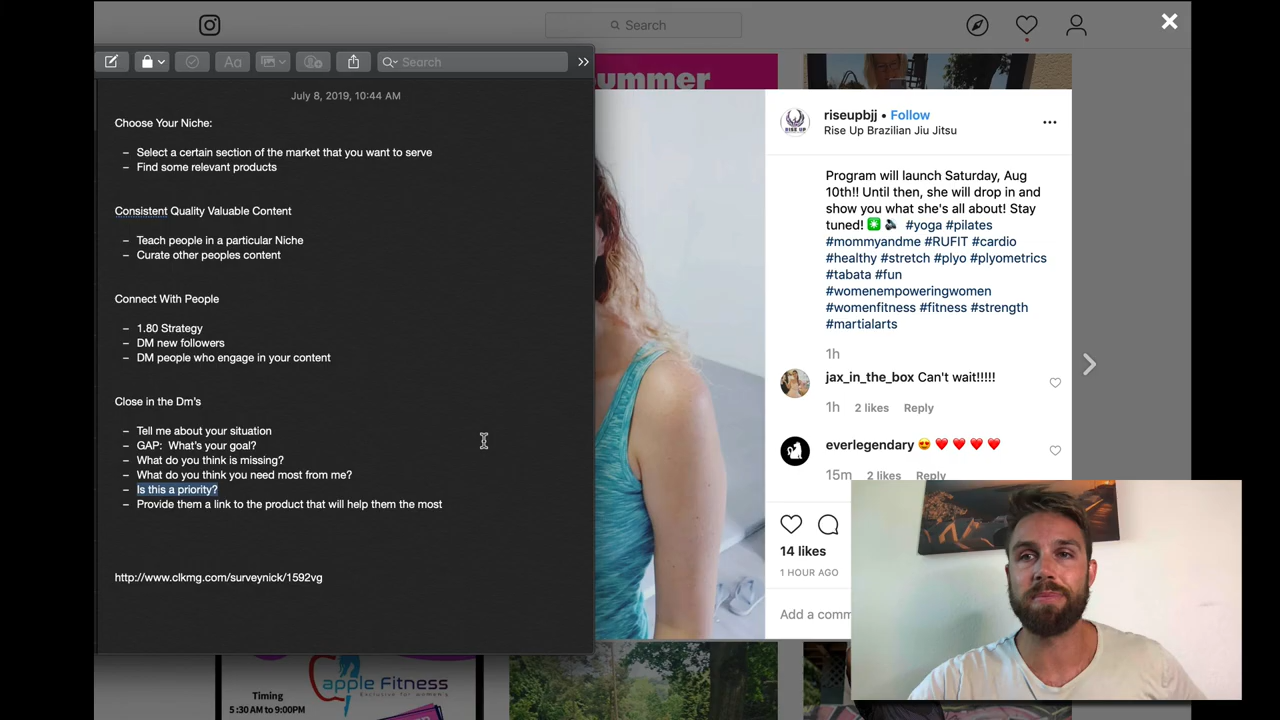 Search
Search
ummer
July 8, 2019, 10:44 AM
Choose Your Niche:
– Select a certain section of the market that you want to serve
– Find some relevant products
Consistent Quality Valuable Content
– Teach people in a particular Niche
– Curate other peoples content
Connect With People
– 1.80 Strategy
– DM new followers
– DM people who engage in your content
Close in the Dm's
– Tell me about your situation
– GAP: What's your goal?
– What do you think is missing?
– What do you think you need most from me?
– Is this a priority?
– Provide them a link to the product that will help them the most
http://www.clkmg.com/surveynick/1592vg
Aa
RISE UP
riseupbjj • Follow
Rise Up Brazilian Jiu Jitsu
Program will launch Saturday, Aug
10th!! Until then, she will drop in and
show you what she's all about! Stay
tuned! #yoga #pilates
#mommyandme #RUFIT #cardio
#healthy #stretch #plyo #plyometrics
#tabata #fun
#womenempoweringwomen
#womenfitness #fitness #strength
#martialarts
1h
jax_in_the_box Can't wait!!!!!
1h 2 likes Reply
everlegendary 😍 ❤️ ❤️ ❤️ ❤️
15m 2 likes Reply
14 likes
1 HOUR AGO
Add a comm
apple Fitness
Exclusive for women's
Timing
5:30 AM to 9:00PM